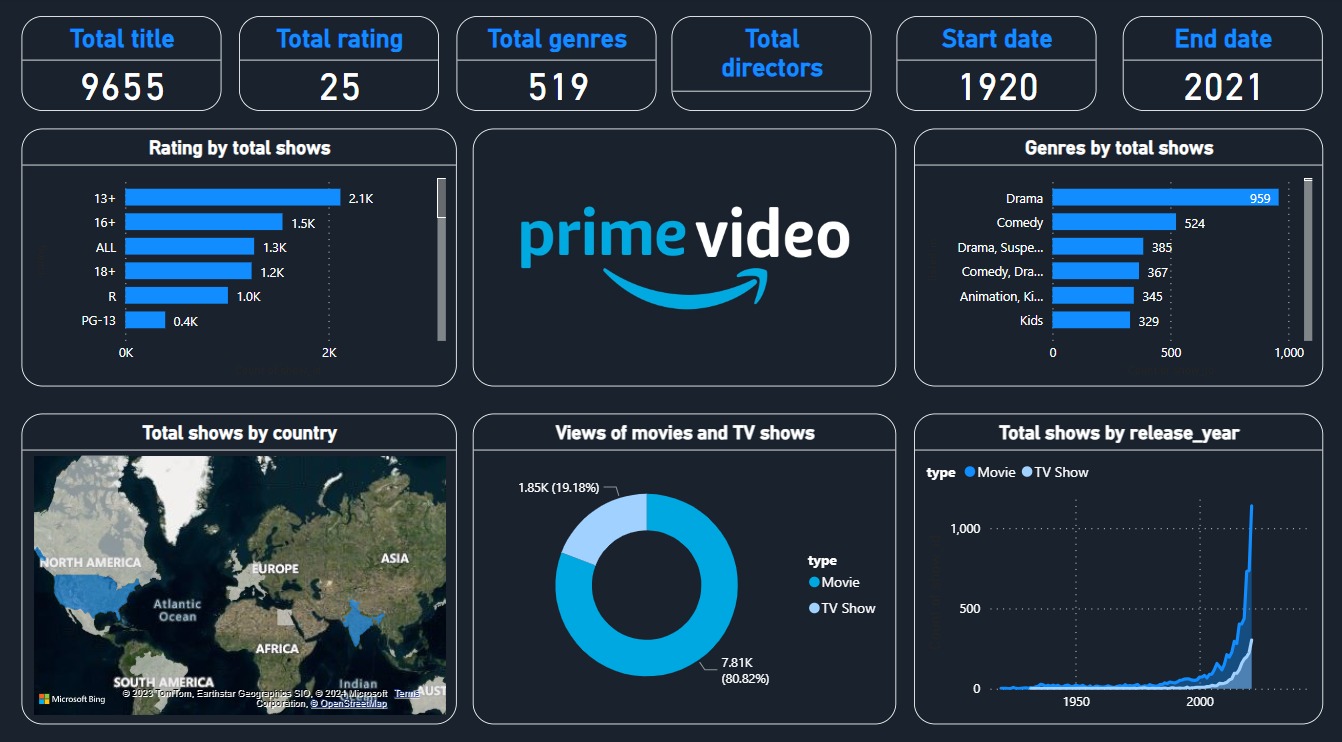 Total title
9655
Total rating
25
Total genres
519
Total
directors
Start date
1920
End date
2021
Rating by total shows
13+ 2.1K
16+ 1.5K
ALL 1.3K
18+ 1.2K
R 1.0K
PG-13 0.4K
0K 2K
prime video
Genres by total shows
Drama 959
Comedy 524
Drama, Suspe... 385
Comedy, Dra... 367
Animation, Ki... 345
Kids 329
0 500 1,000
Total shows by country
NORTH AMERICA
EUROPE
ASIA
Atlantic
Ocean
AFRICA
SOUTH AMERICA
Indian
AUST
Microsoft Bing
© 2023 TomTom, Earthstar Geographics SIO, © 2024 Microsoft Terms
Corporation, © OpenStreetMap
Views of movies and TV shows
1.85K (19.18%)
7.81K
(80.82%)
type
Movie
TV Show
Total shows by release_year
type Movie TV Show
1,000
500
0
1950 2000